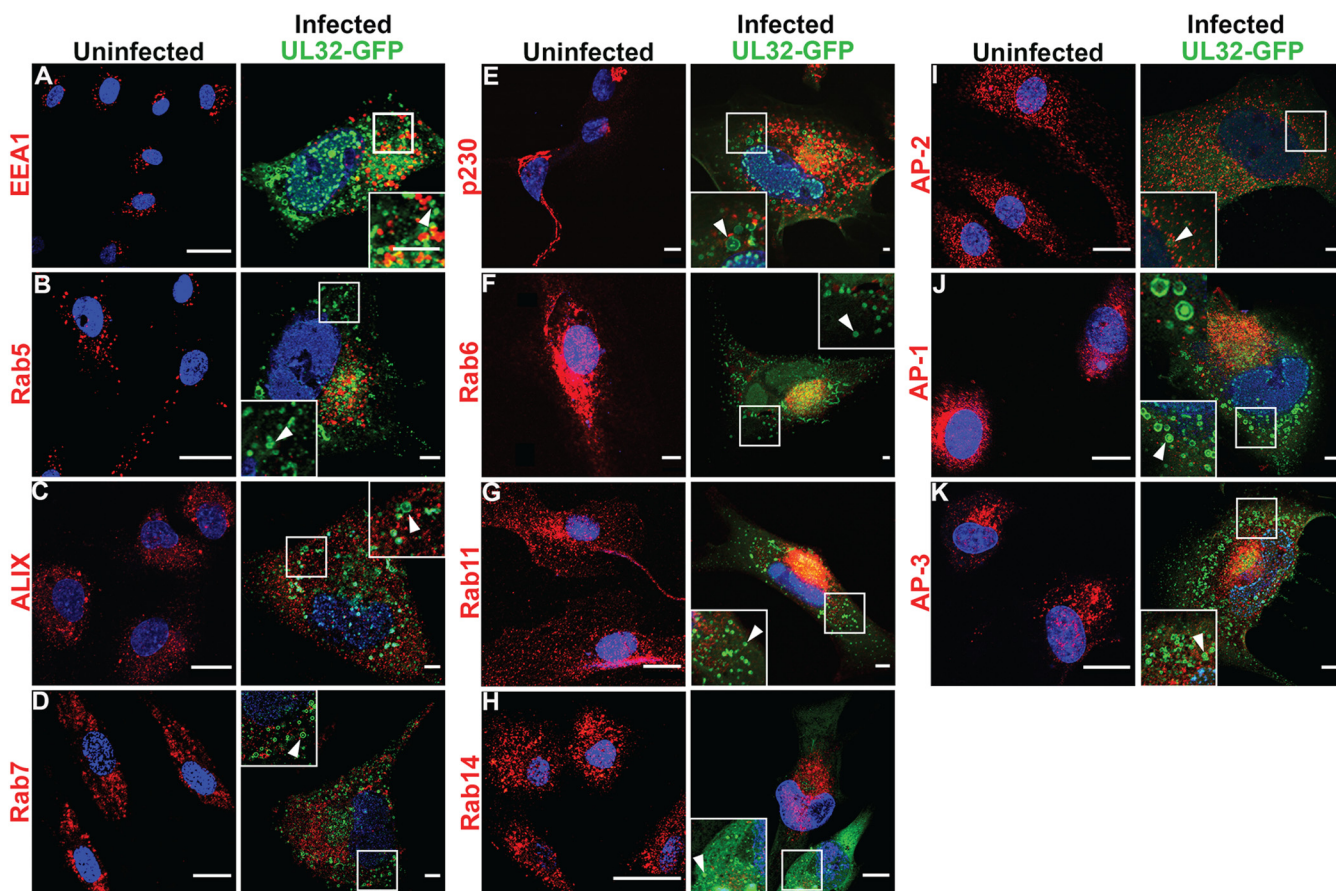 Uninfected
Infected
UL32-GFP
A
EEA1
B
Rab5
C
ALIX
D
Rab7
Uninfected
Infected
UL32-GFP
E
p230
F
Rab6
G
Rab11
H
Rab14
Uninfected
Infected
UL32-GFP
I
AP-2
J
AP-1
K
AP-3